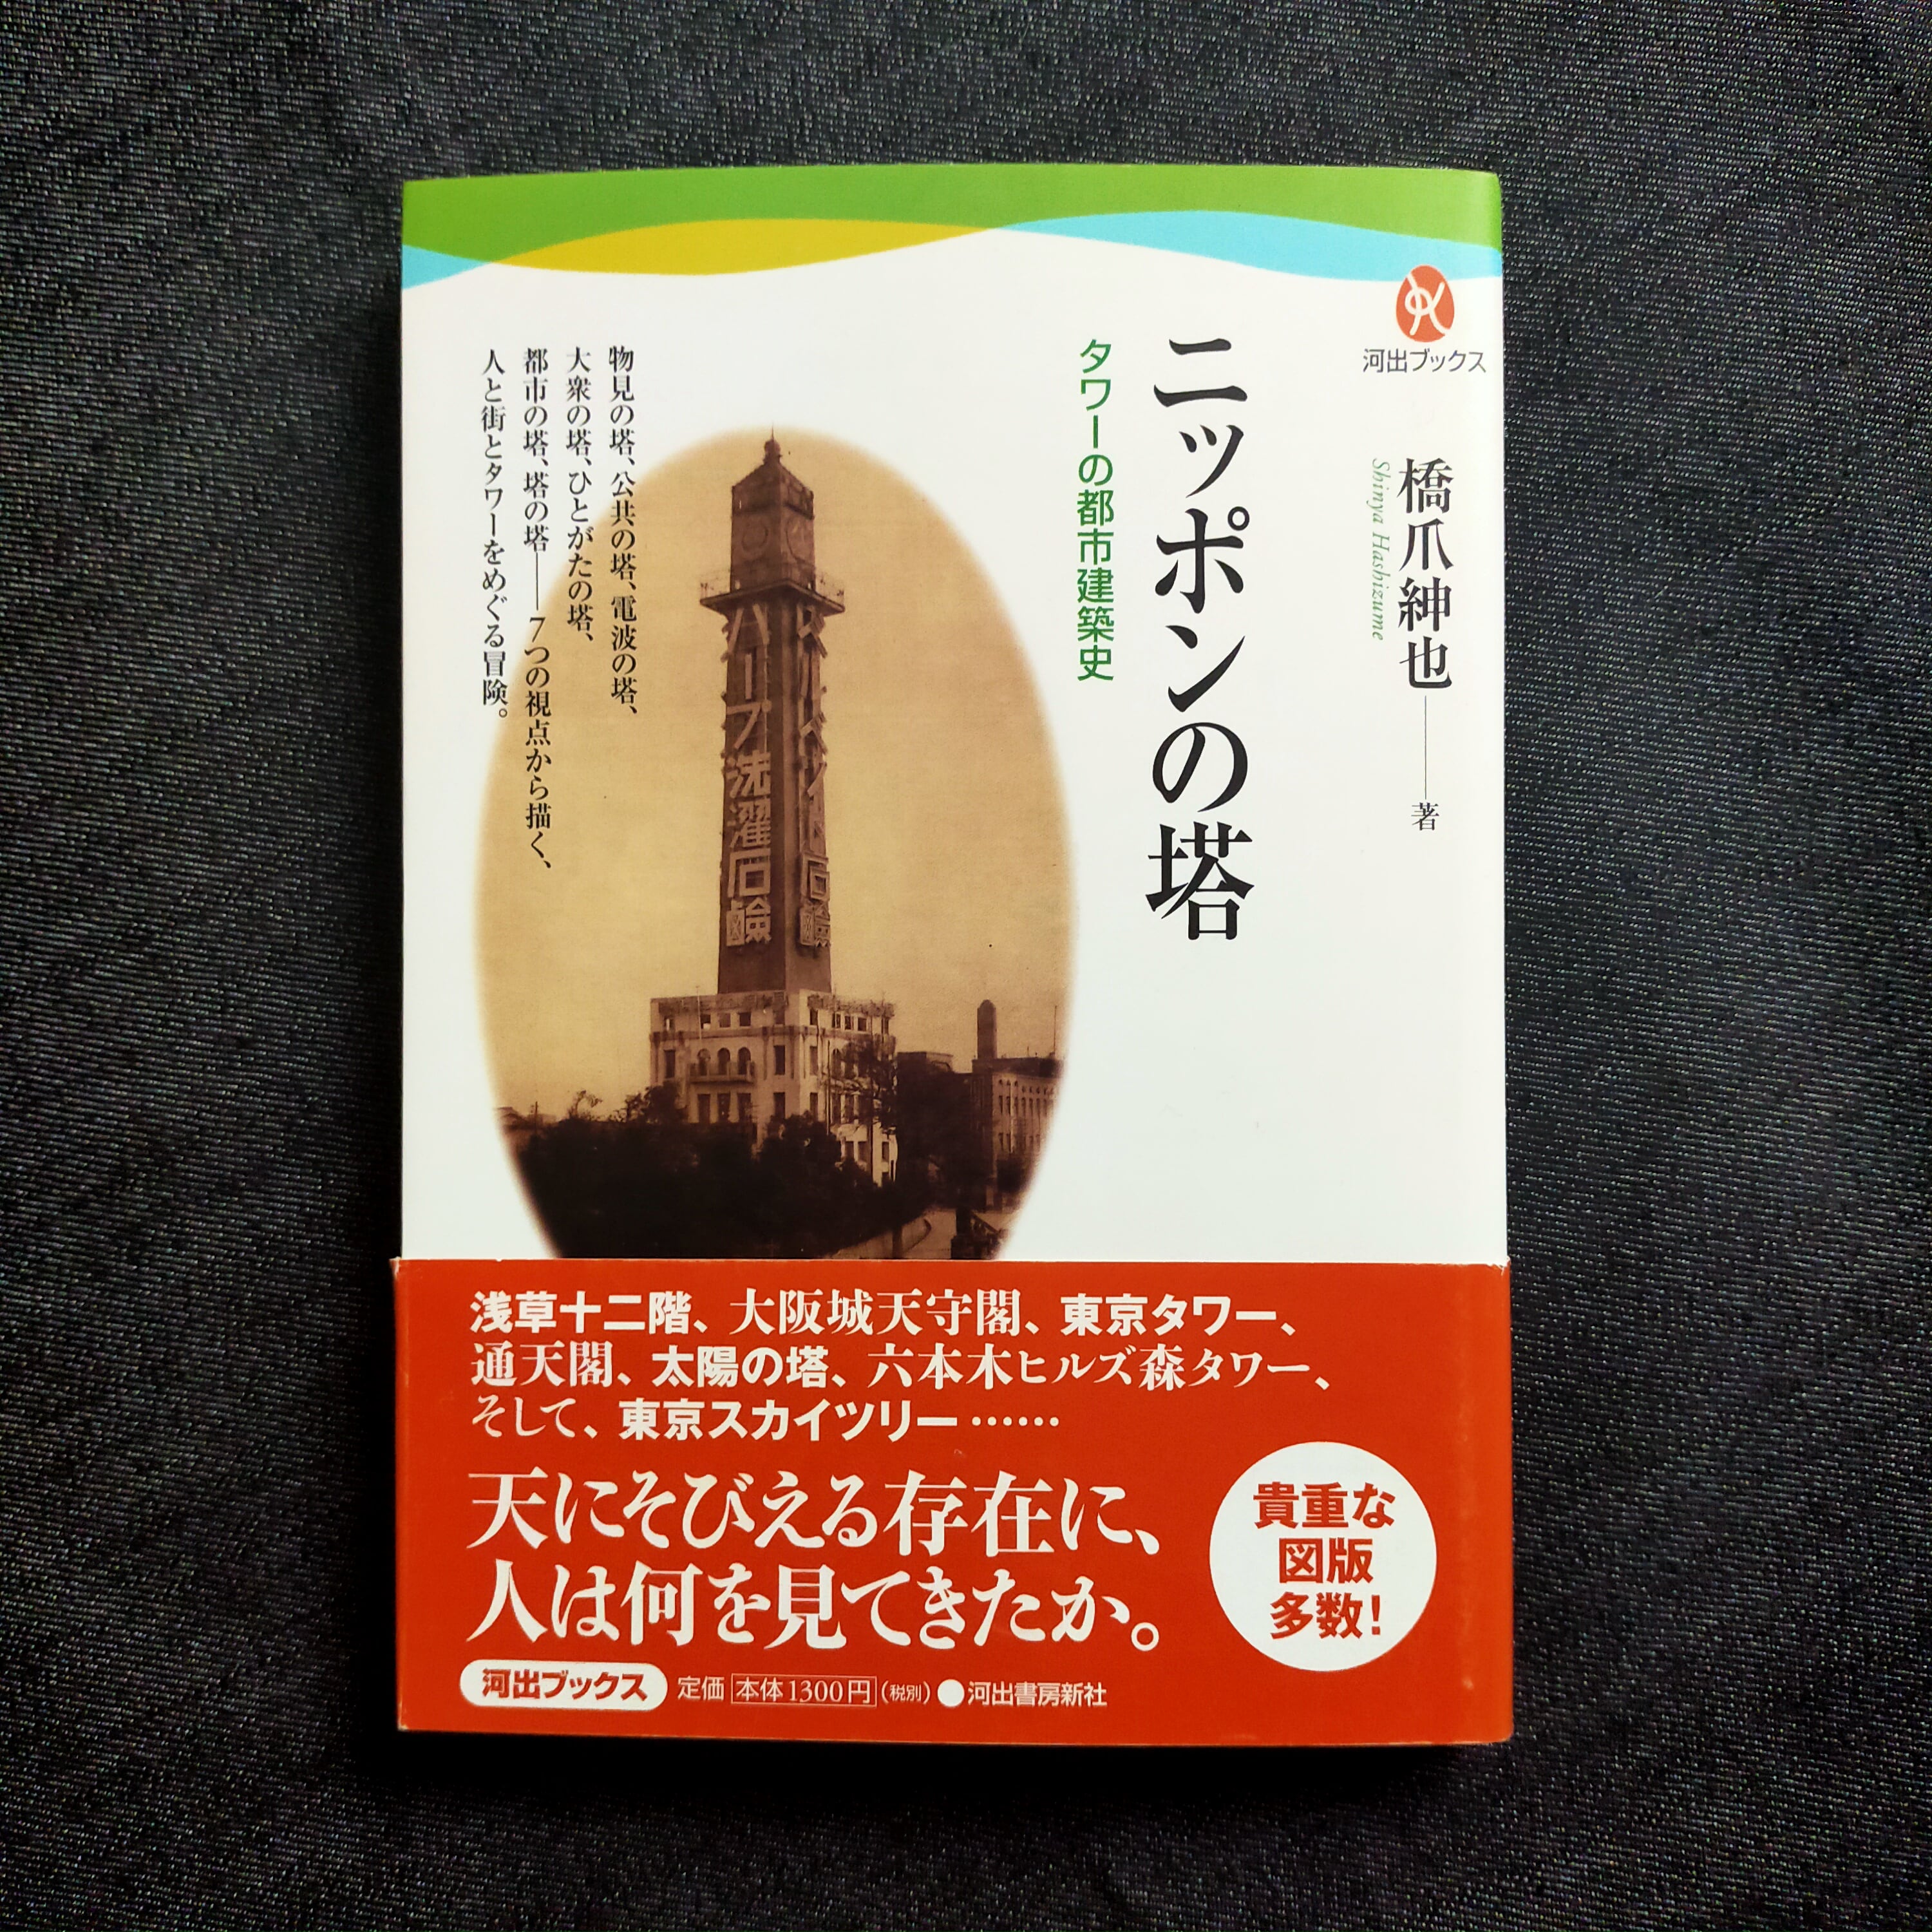 河出ブックス
橋爪紳也――著
Shinya Hashizume
ニッポンの塔
タワーの都市建築史
物見の塔、公共の塔、電波の塔、
大衆の塔、ひとがたの塔、
都市の塔、塔の塔――7つの視点から描く、
人と街とタワーをめぐる冒険。
ハープ洗濯石鹸
石鹸
浅草十二階、大阪城天守閣、東京タワー、
通天閣、太陽の塔、六本木ヒルズ森タワー、
そして、東京スカイツリー……
天にそびえる存在に、
人は何を見てきたか。
貴重な
図版
多数!
河出ブックス 定価 本体1300円(税別) ●河出書房新社